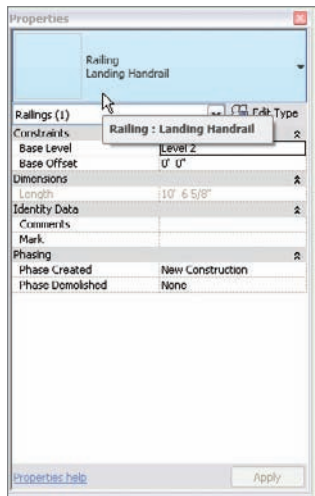 Properties
Railing
Landing Handrail
Railings (1) Edit Type
Railing : Landing Handrail
Constraints
Base Level Level 2
Base Offset 0' 0"
Dimensions
Length 10' 6 5/8"
Identity Data
Comments
Mark
Phasing
Phase Created New Construction
Phase Demolished None
Properties help Apply